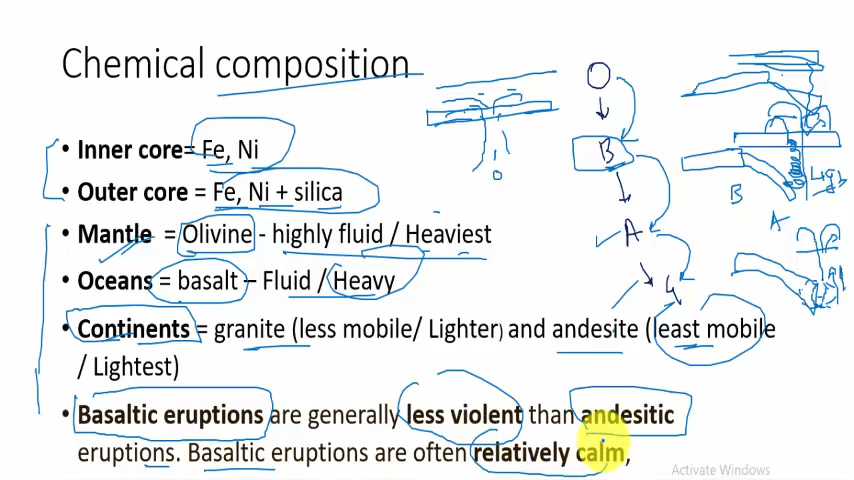 Chemical composition
• Inner core= Fe, Ni
• Outer core = Fe, Ni + silica
• Mantle = Olivine - highly fluid / Heaviest
• Oceans = basalt – Fluid / Heavy
• Continents = granite (less mobile/ Lighter) and andesite (least mobile
/ Lightest)
• Basaltic eruptions are generally less violent than andesitic
eruptions. Basaltic eruptions are often relatively calm,
O
B
A
B
A
Activate Windows